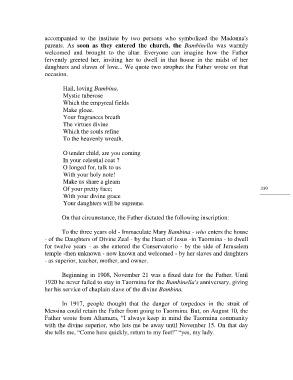 accompanied to the institute by two persons who symbolized the Madonna's
parents. As soon as they entered the church, the Bambinella was warmly
welcomed and brought to the altar. Everyone can imagine how the Father
fervently greeted her, inviting her to dwell in that house in the midst of her
daughters and slaves of love... We quote two strophes the Father wrote on that
occasion.
Hail, loving Bambina,
Mystic tuberose
Which the empyreal fields
Make gloze.
Your fragrances breath
The virtues divine
Which the souls refine
To the heavenly wreath.
O tender child, are you coming
In your celestial coat ?
O longed for, talk to us
With your holy note!
Make us share a gleam
Of your pretty face;
With your divine grace
Your daughters will be supreme.
On that circumstance, the Father dictated the following inscription:
To the three years old - Immaculate Mary Bambina - who enters the house
- of the Daughters of Divine Zeal - by the Heart of Jesus -in Taormina - to dwell
for twelve years - as she entered the Conservatorio - by the side of Jerusalem
temple -then unknown - now known and welcomed - by her slaves and daughters
- as superior, teacher, mother, and owner.
Beginning in 1908, November 21 was a fixed date for the Father. Until
1920 he never failed to stay in Taormina for the Bambinella's anniversary, giving
her his service of chaplain slave of the divine Bambina.
In 1917, people thought that the danger of torpedoes in the strait of
Messina could retain the Father from going to Taormina. But, on August 10, the
Father wrote from Altamura, "I always keep in mind the Taormina community
with the divine superior, who lets me away until November 15. On that day
she tells me, "Come here quickly, return to my feet!" "yes, my lady.